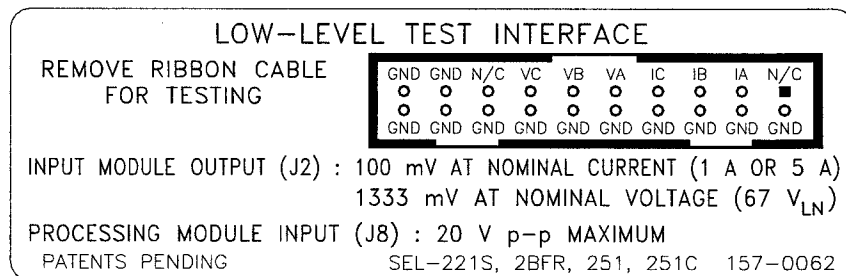 LOW-LEVEL TEST INTERFACE
REMOVE RIBBON CABLE
FOR TESTING
GND GND N/C VC VB VA IC IB IA N/C
GND GND GND GND GND GND GND GND GND GND
INPUT MODULE OUTPUT (J2) : 100 mV AT NOMINAL CURRENT (1 A OR 5 A)
1333 mV AT NOMINAL VOLTAGE (67 VLN)
PROCESSING MODULE INPUT (J8) : 20 V p-p MAXIMUM
PATENTS PENDING SEL-221S, 2BFR, 251, 251C 157-0062